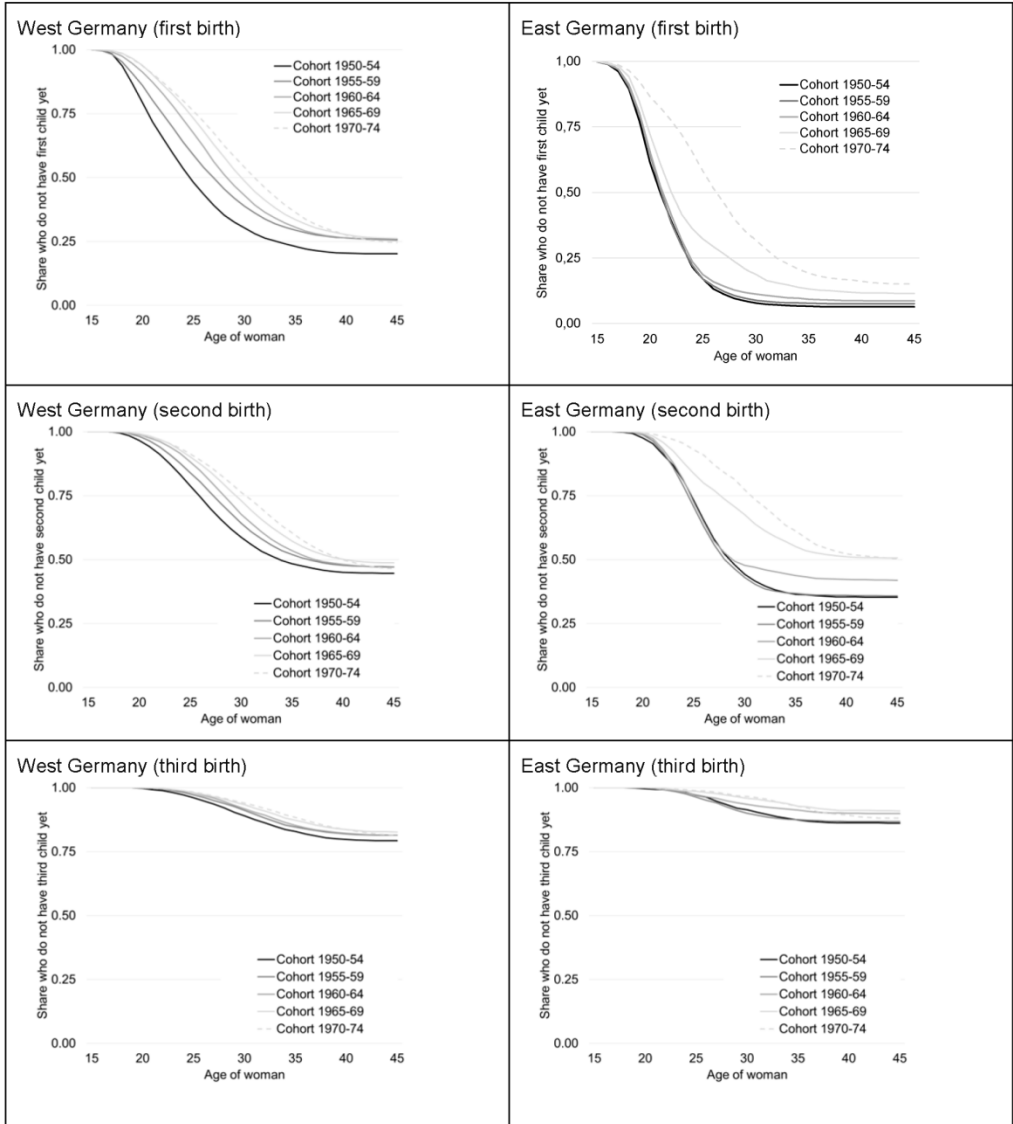 West Germany (first birth)
Share who do not have first child yet
1.00
0.75
0.50
0.25
0.00
Cohort 1950-54
Cohort 1955-59
Cohort 1960-64
Cohort 1965-69
Cohort 1970-74
15 20 25 30 35 40 45
Age of woman
East Germany (first birth)
Share who do not have first child yet
1,00
0,75
0,50
0,25
0,00
Cohort 1950-54
Cohort 1955-59
Cohort 1960-64
Cohort 1965-69
Cohort 1970-74
15 20 25 30 35 40 45
Age of woman
West Germany (second birth)
Share who do not have second child yet
1.00
0.75
0.50
0.25
0.00
Cohort 1950-54
Cohort 1955-59
Cohort 1960-64
Cohort 1965-69
Cohort 1970-74
15 20 25 30 35 40 45
Age of woman
East Germany (second birth)
Share who do not have second child yet
1.00
0.75
0.50
0.25
0.00
Cohort 1950-54
Cohort 1955-59
Cohort 1960-64
Cohort 1965-69
Cohort 1970-74
15 20 25 30 35 40 45
Age of woman
West Germany (third birth)
Share who do not have third child yet
1.00
0.75
0.50
0.25
0.00
Cohort 1950-54
Cohort 1955-59
Cohort 1960-64
Cohort 1965-69
Cohort 1970-74
15 20 25 30 35 40 45
Age of woman
East Germany (third birth)
Share who do not have third child yet
1.00
0.75
0.50
0.25
0.00
Cohort 1950-54
Cohort 1955-59
Cohort 1960-64
Cohort 1965-69
Cohort 1970-74
15 20 25 30 35 40 45
Age of woman